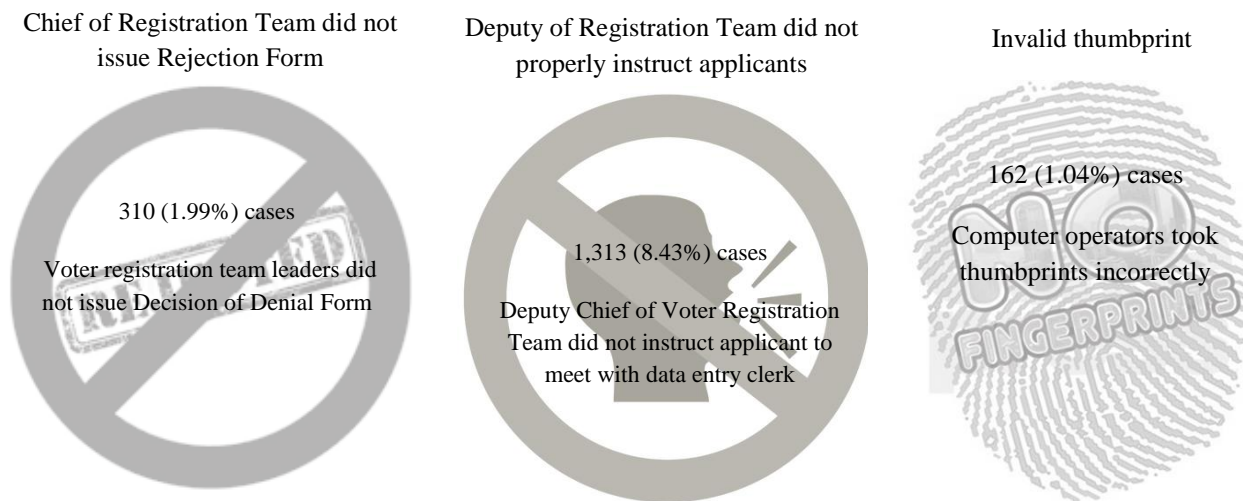 Chief of Registration Team did not
issue Rejection Form
310 (1.99%) cases
Voter registration team leaders did
not issue Decision of Denial Form
REJECTED
Deputy of Registration Team did not
properly instruct applicants
1,313 (8.43%) cases
Deputy Chief of Voter Registration
Team did not instruct applicant to
meet with data entry clerk
Invalid thumbprint
162 (1.04%) cases
Computer operators took
thumbprints incorrectly
NO
FINGERPRINTS